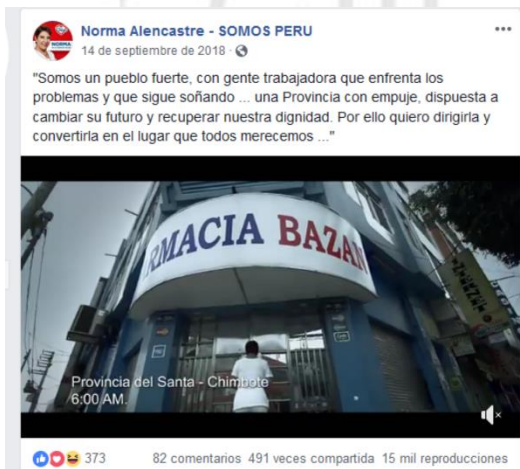 Norma Alencastre - SOMOS PERU
14 de septiembre de 2018 ·
"Somos un pueblo fuerte, con gente trabajadora que enfrenta los
problemas y que sigue soñando ... una Provincia con empuje, dispuesta a
cambiar su futuro y recuperar nuestra dignidad. Por ello quiero dirigirla y
convertirla en el lugar que todos merecemos ..."
RMACIA BAZAN
Provincia del Santa - Chimbote
6:00 AM.
373
82 comentarios 491 veces compartida 15 mil reproducciones